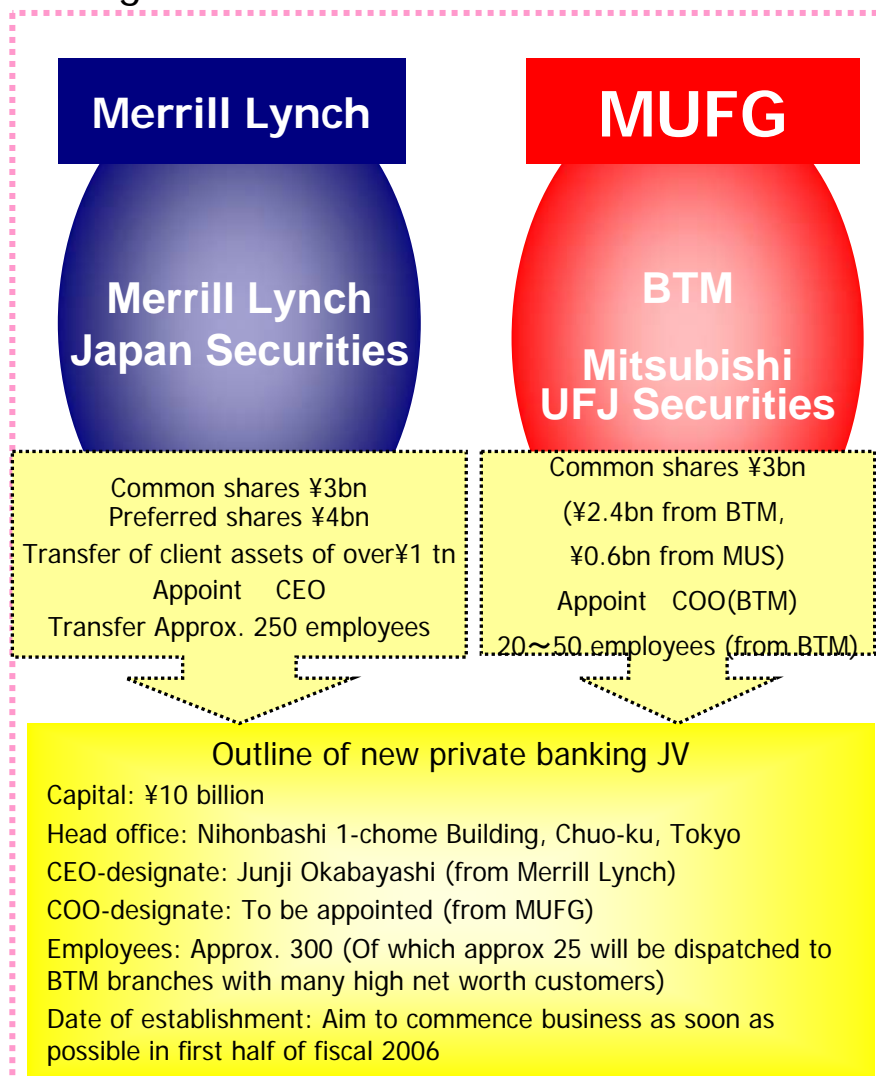 Merrill Lynch
Merrill Lynch
Japan Securities
Common shares ¥3bn
Preferred shares ¥4bn
Transfer of client assets of over¥1 tn
Appoint CEO
Transfer Approx. 250 employees
MUFG
BTM
Mitsubishi
UFJ Securities
Common shares ¥3bn
(¥2.4bn from BTM,
¥0.6bn from MUS)
Appoint COO(BTM)
20～50 employees (from BTM)
Outline of new private banking JV
Capital: ¥10 billion
Head office: Nihonbashi 1-chome Building, Chuo-ku, Tokyo
CEO-designate: Junji Okabayashi (from Merrill Lynch)
COO-designate: To be appointed (from MUFG)
Employees: Approx. 300 (Of which approx 25 will be dispatched to
BTM branches with many high net worth customers)
Date of establishment: Aim to commence business as soon as
possible in first half of fiscal 2006